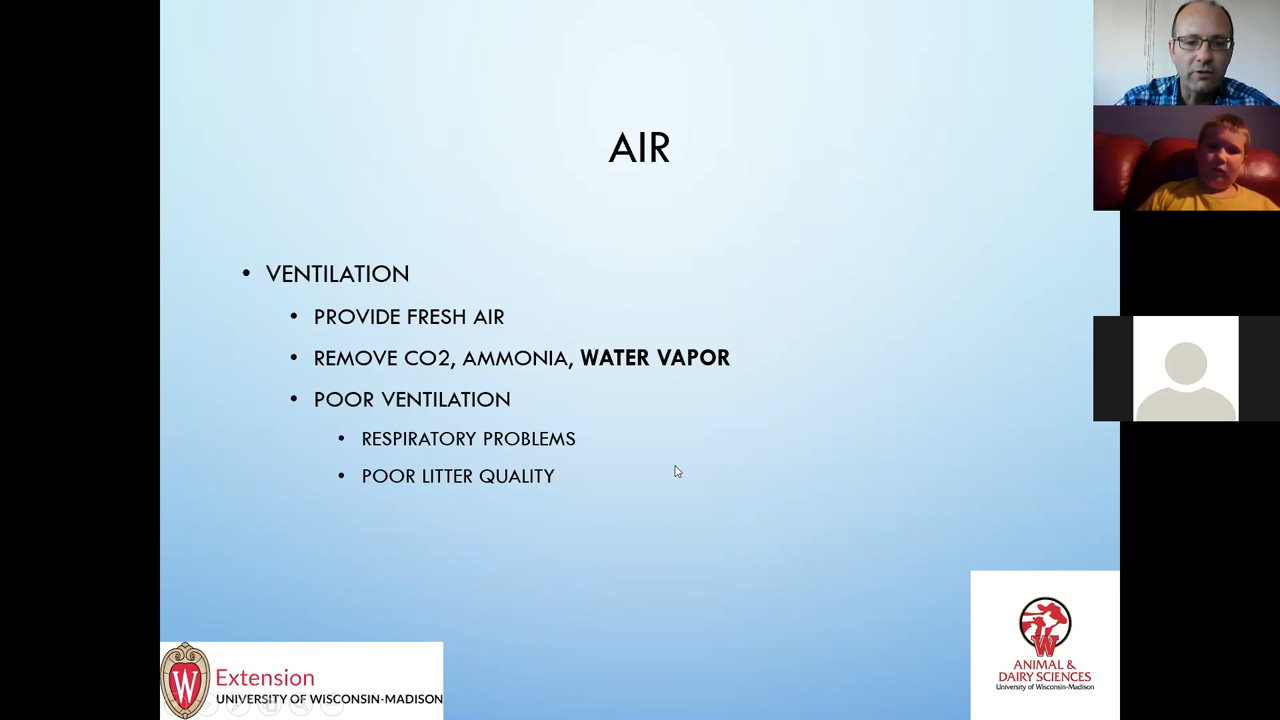 AIR
• VENTILATION
• PROVIDE FRESH AIR
• REMOVE CO2, AMMONIA, WATER VAPOR
• POOR VENTILATION
• RESPIRATORY PROBLEMS
• POOR LITTER QUALITY
W
Extension
UNIVERSITY OF WISCONSIN-MADISON
W
ANIMAL &
DAIRY SCIENCES
University of Wisconsin-Madison